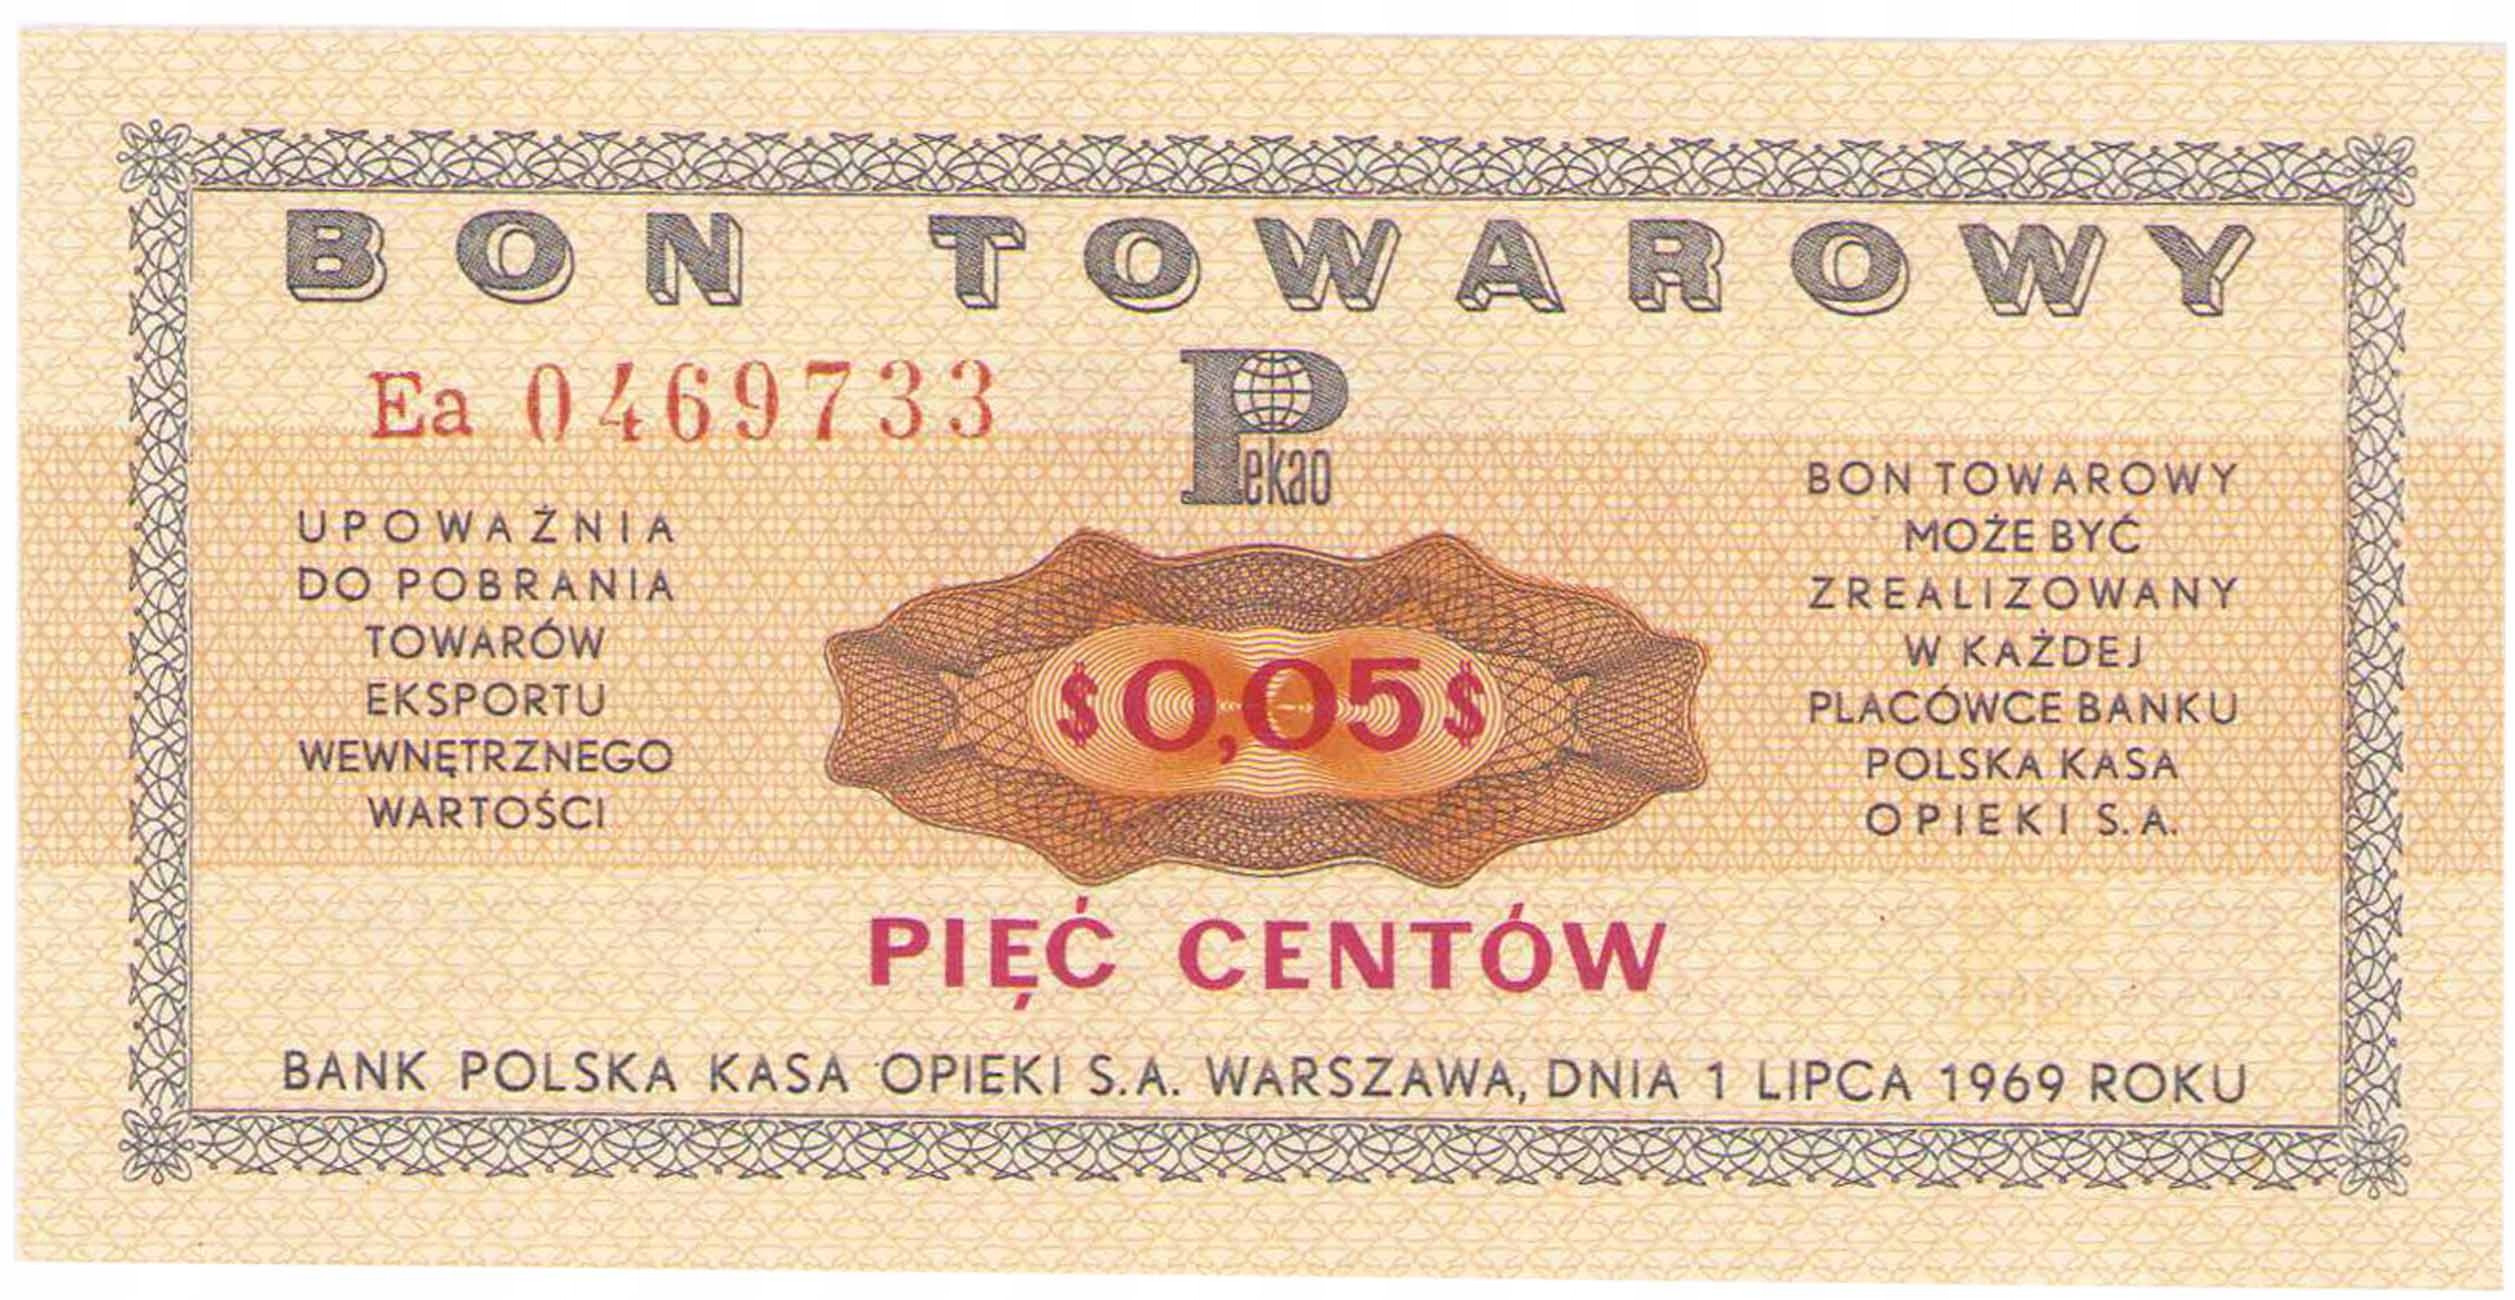 BON TOWAROWY
Ea 0469733
Pekao
UPOWAŻNIA
DO POBRANIA
TOWARÓW
EKSPORTU
WEWNĘTRZNEGO
WARTOŚCI
$0,05$
BON TOWAROWY
MOŻE BYĆ
ZREALIZOWANY
W KAŻDEJ
PLACÓWCE BANKU
POLSKA KASA
OPIEKI S.A.
PIĘĆ CENTÓW
BANK POLSKA KASA OPIEKI S.A. WARSZAWA, DNIA 1 LIPCA 1969 ROKU